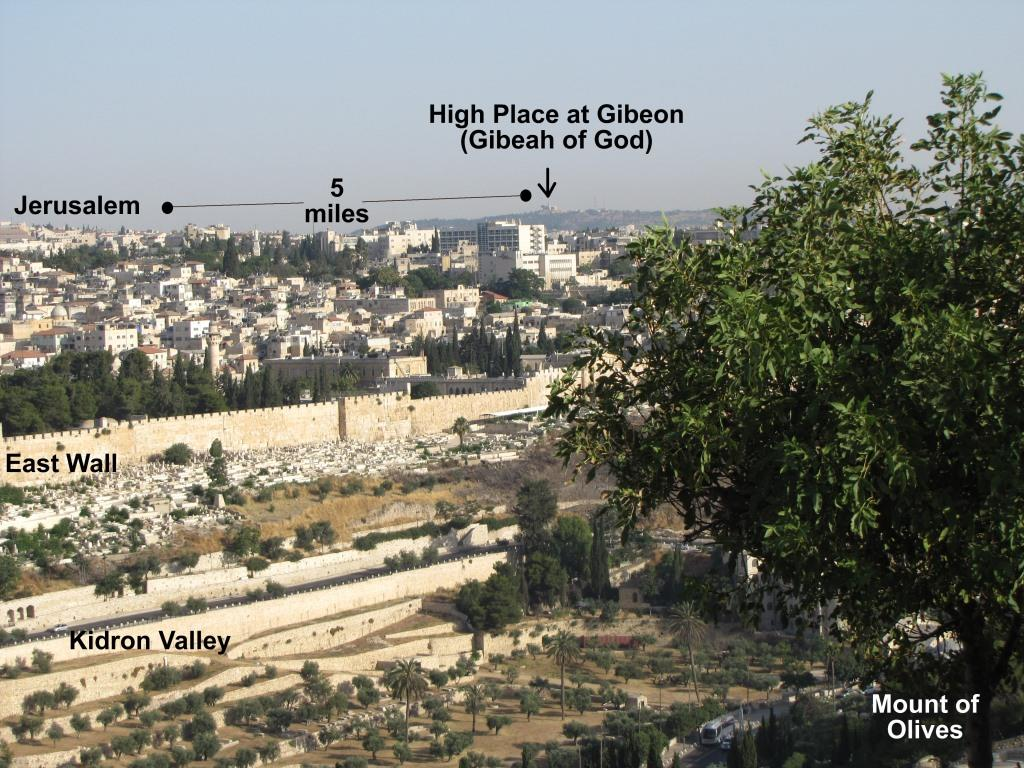 High Place at Gibeon
(Gibeah of God)
Jerusalem
5
miles
East Wall
Kidron Valley
Mount of
Olives